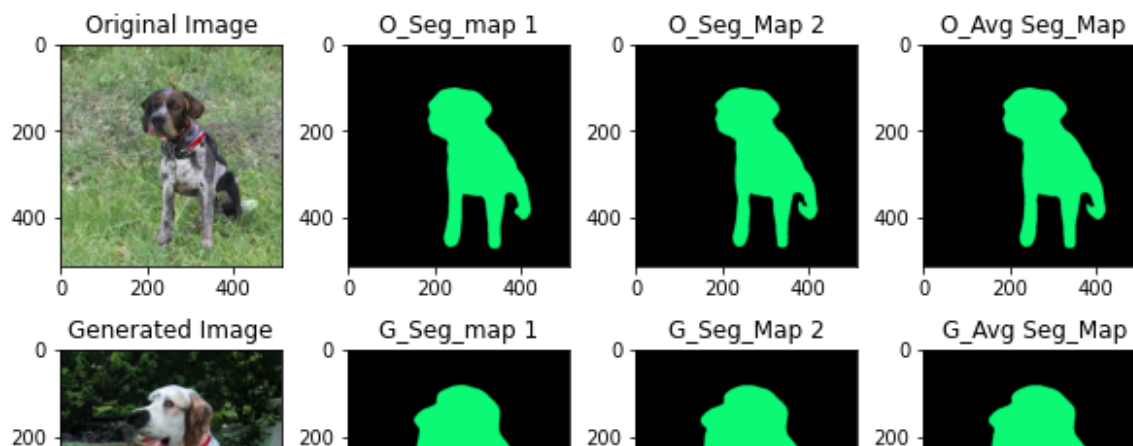 Original Image O_Seg_map 1 O_Seg_Map 2 O_Avg Seg_Map
0 0 0 0
200 200 200 200
400 400 400 400
0 200 400 0 200 400 0 200 400 0 200 400
Generated Image G_Seg_map 1 G_Seg_Map 2 G_Avg Seg_Map
0 0 0 0
200 200 200 200